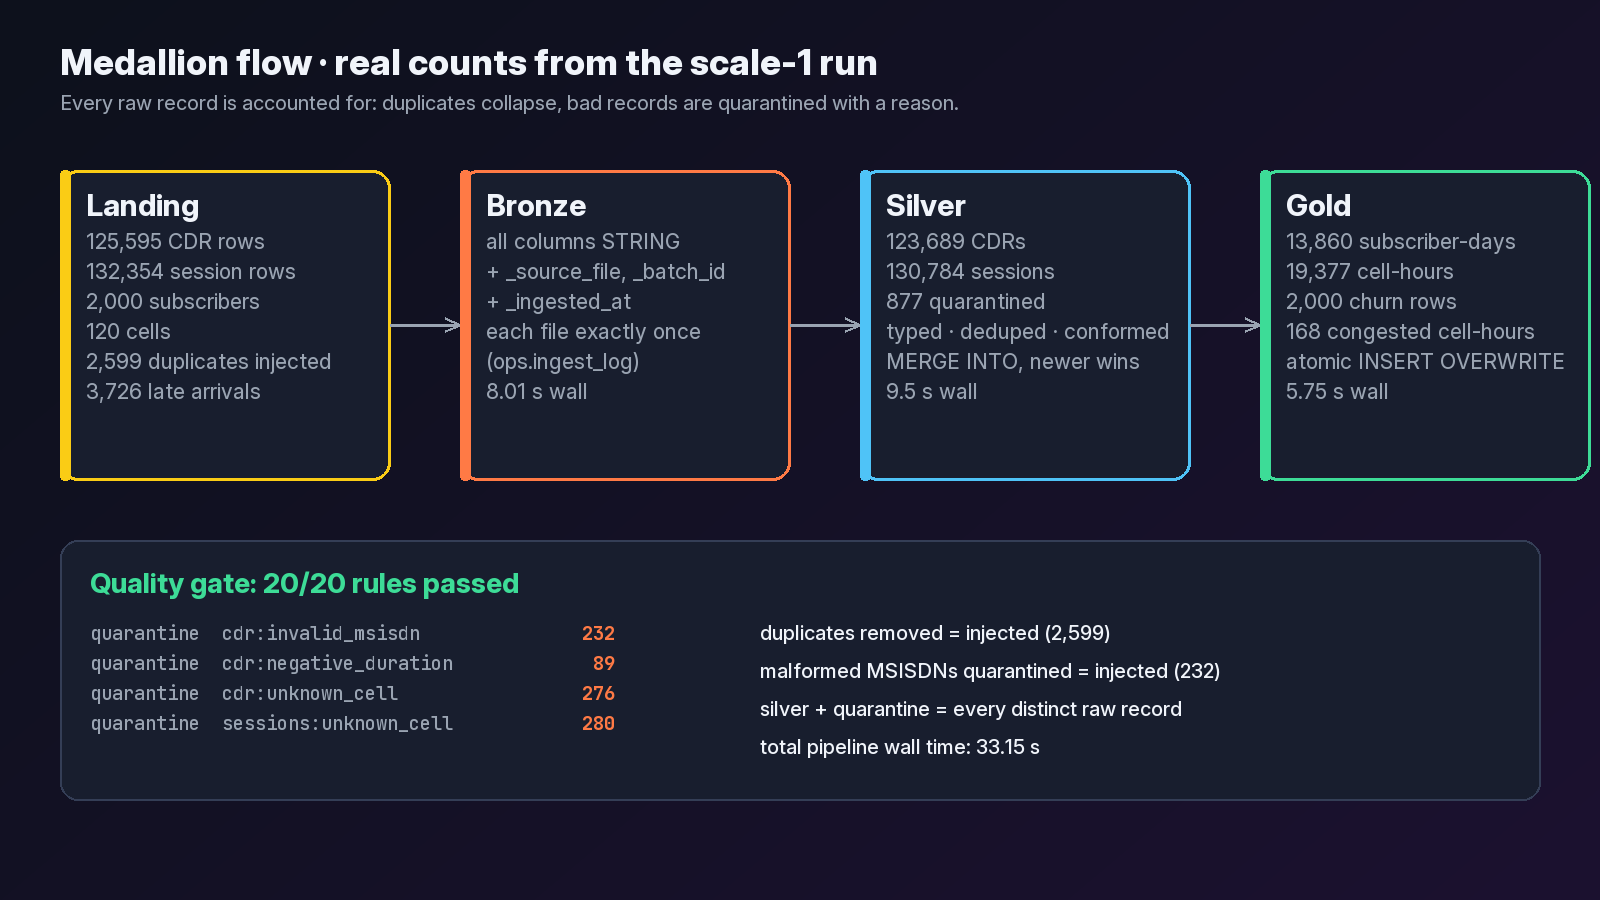 Medallion flow · real counts from the scale-1 run
Every raw record is accounted for: duplicates collapse, bad records are quarantined with a reason.
Landing
125,595 CDR rows
132,354 session rows
2,000 subscribers
120 cells
2,599 duplicates injected
3,726 late arrivals
Bronze
all columns STRING
+ _source_file, _batch_id
+ _ingested_at
each file exactly once
(ops.ingest_log)
8.01 s wall
Silver
123,689 CDRs
130,784 sessions
877 quarantined
typed · deduped · conformed
MERGE INTO, newer wins
9.5 s wall
Gold
13,860 subscriber-days
19,377 cell-hours
2,000 churn rows
168 congested cell-hours
atomic INSERT OVERWRITE
5.75 s wall
Quality gate: 20/20 rules passed
quarantine cdr:invalid_msisdn 232
quarantine cdr:negative_duration 89
quarantine cdr:unknown_cell 276
quarantine sessions:unknown_cell 280
duplicates removed = injected (2,599)
malformed MSISDNs quarantined = injected (232)
silver + quarantine = every distinct raw record
total pipeline wall time: 33.15 s